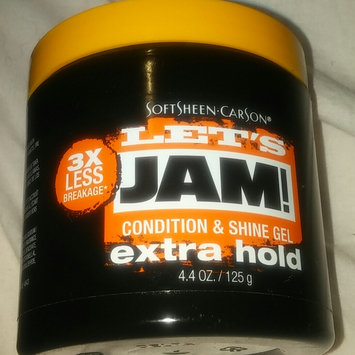 SOFTSHEEN·CARSON®
LET'S
JAM!
3X
LESS
BREAKAGE*
CONDITION & SHINE GEL
extra hold
4.4 OZ. / 125 g